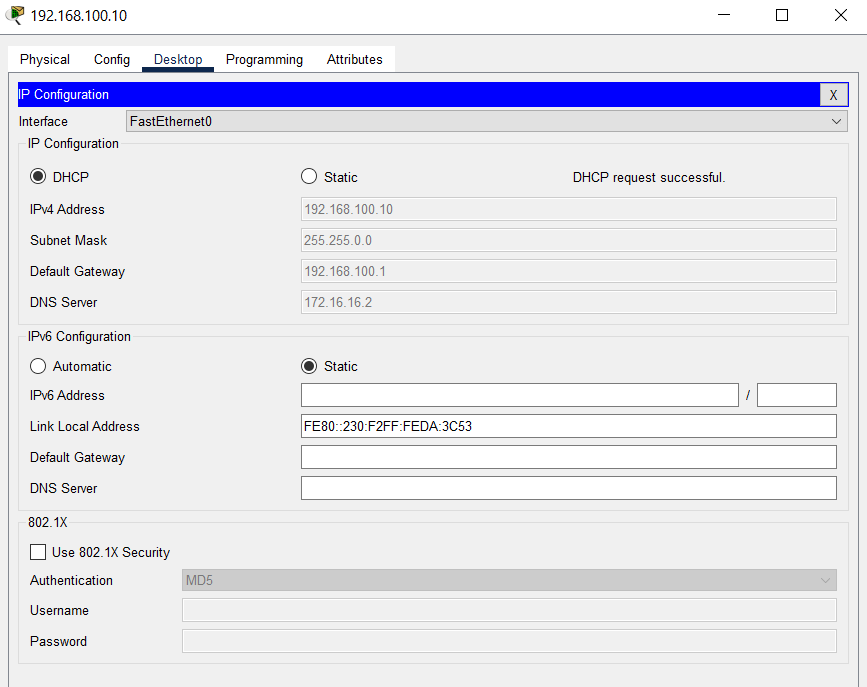 192.168.100.10
Physical Config Desktop Programming Attributes
IP Configuration X
Interface FastEthernet0
IP Configuration
DHCP Static DHCP request successful.
IPv4 Address 192.168.100.10
Subnet Mask 255.255.0.0
Default Gateway 192.168.100.1
DNS Server 172.16.16.2
IPv6 Configuration
Automatic Static
IPv6 Address /
Link Local Address FE80::230:F2FF:FEDA:3C53
Default Gateway
DNS Server
802.1X
Use 802.1X Security
Authentication MD5
Username
Password